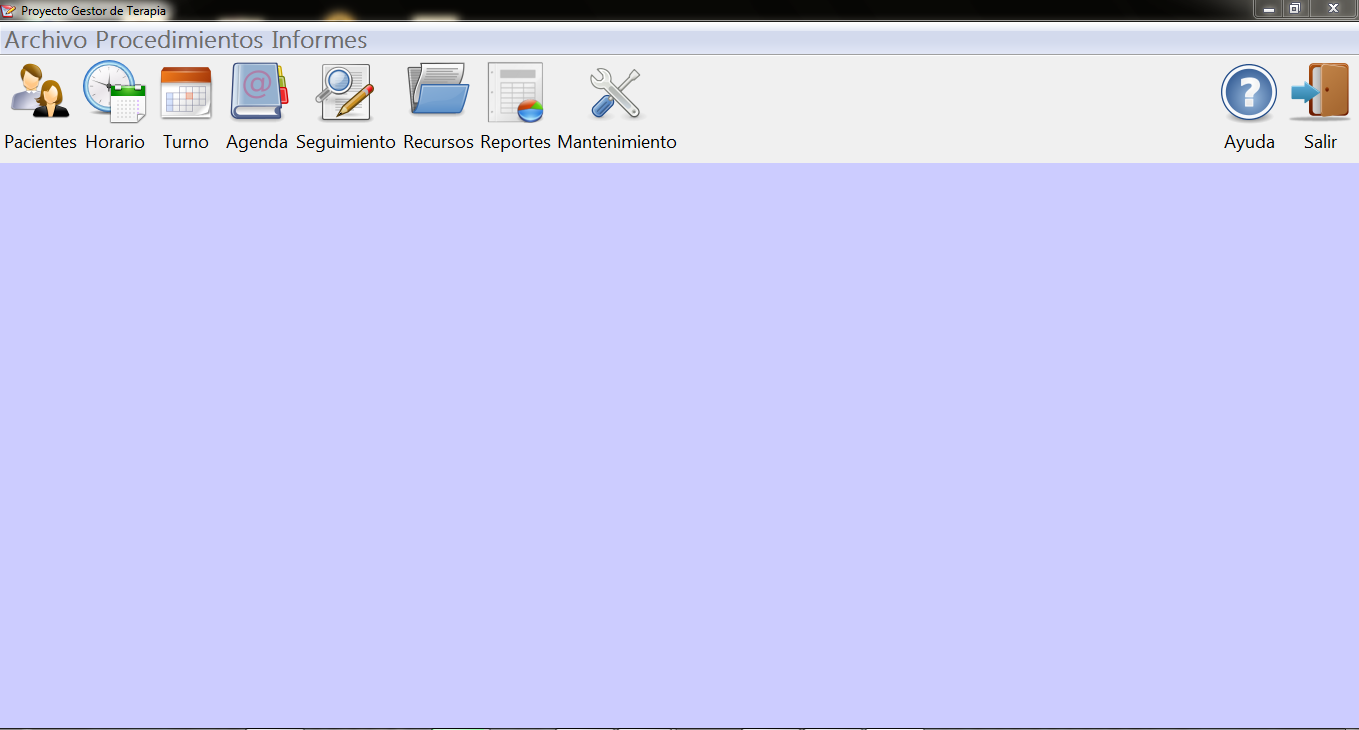 Proyecto Gestor de Terapia
Archivo Procedimientos Informes
Pacientes Horario Turno Agenda Seguimiento Recursos Reportes Mantenimiento Ayuda Salir